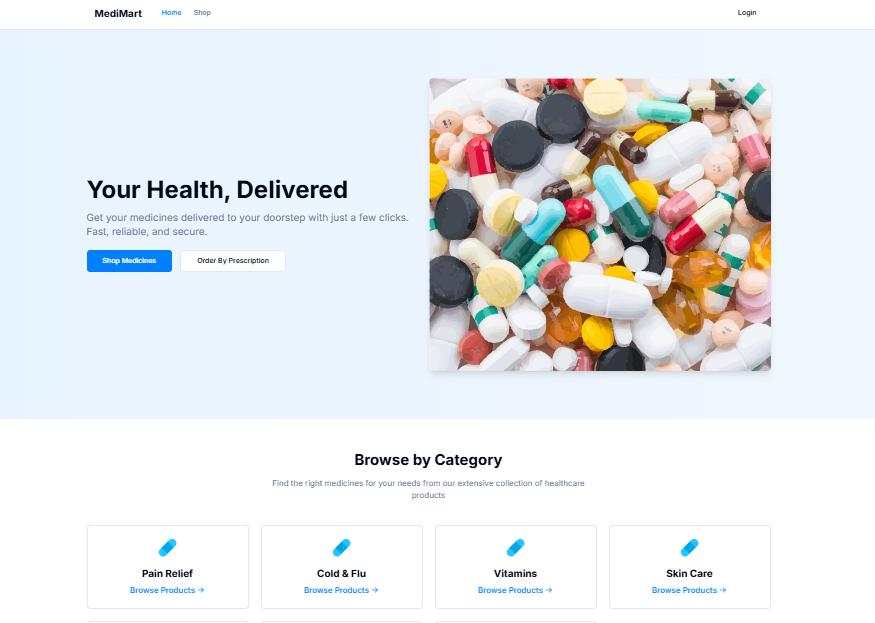 MediMart
Home
Shop
Login
Your Health, Delivered
Get your medicines delivered to your doorstep with just a few clicks.
Fast, reliable, and secure.
Shop Medicines
Order By Prescription
Browse by Category
Find the right medicines for your needs from our extensive collection of healthcare
products
Pain Relief
Browse Products →
Cold & Flu
Browse Products →
Vitamins
Browse Products →
Skin Care
Browse Products →